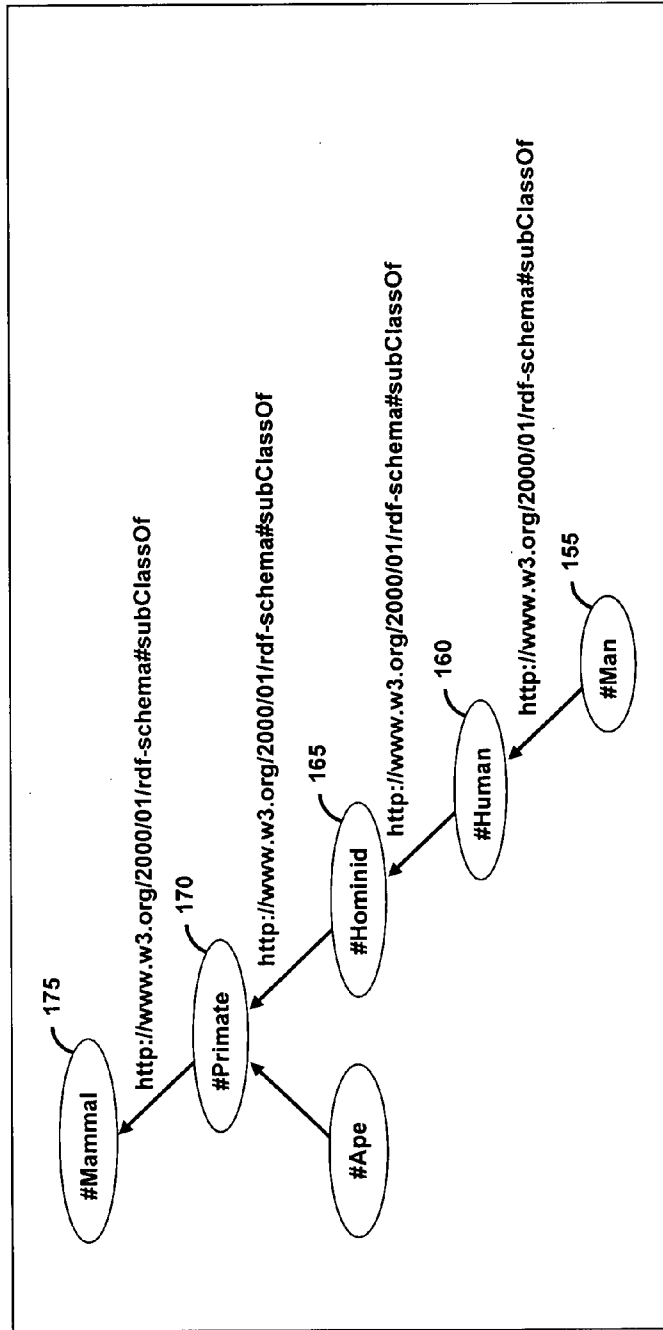 175
#Mammal
http://www.w3.org/2000/01/rdf-schema#subClassOf
170
#Primate
http://www.w3.org/2000/01/rdf-schema#subClassOf
#Ape
165
#Hominid
http://www.w3.org/2000/01/rdf-schema#subClassOf
160
#Human
http://www.w3.org/2000/01/rdf-schema#subClassOf
155
#Man